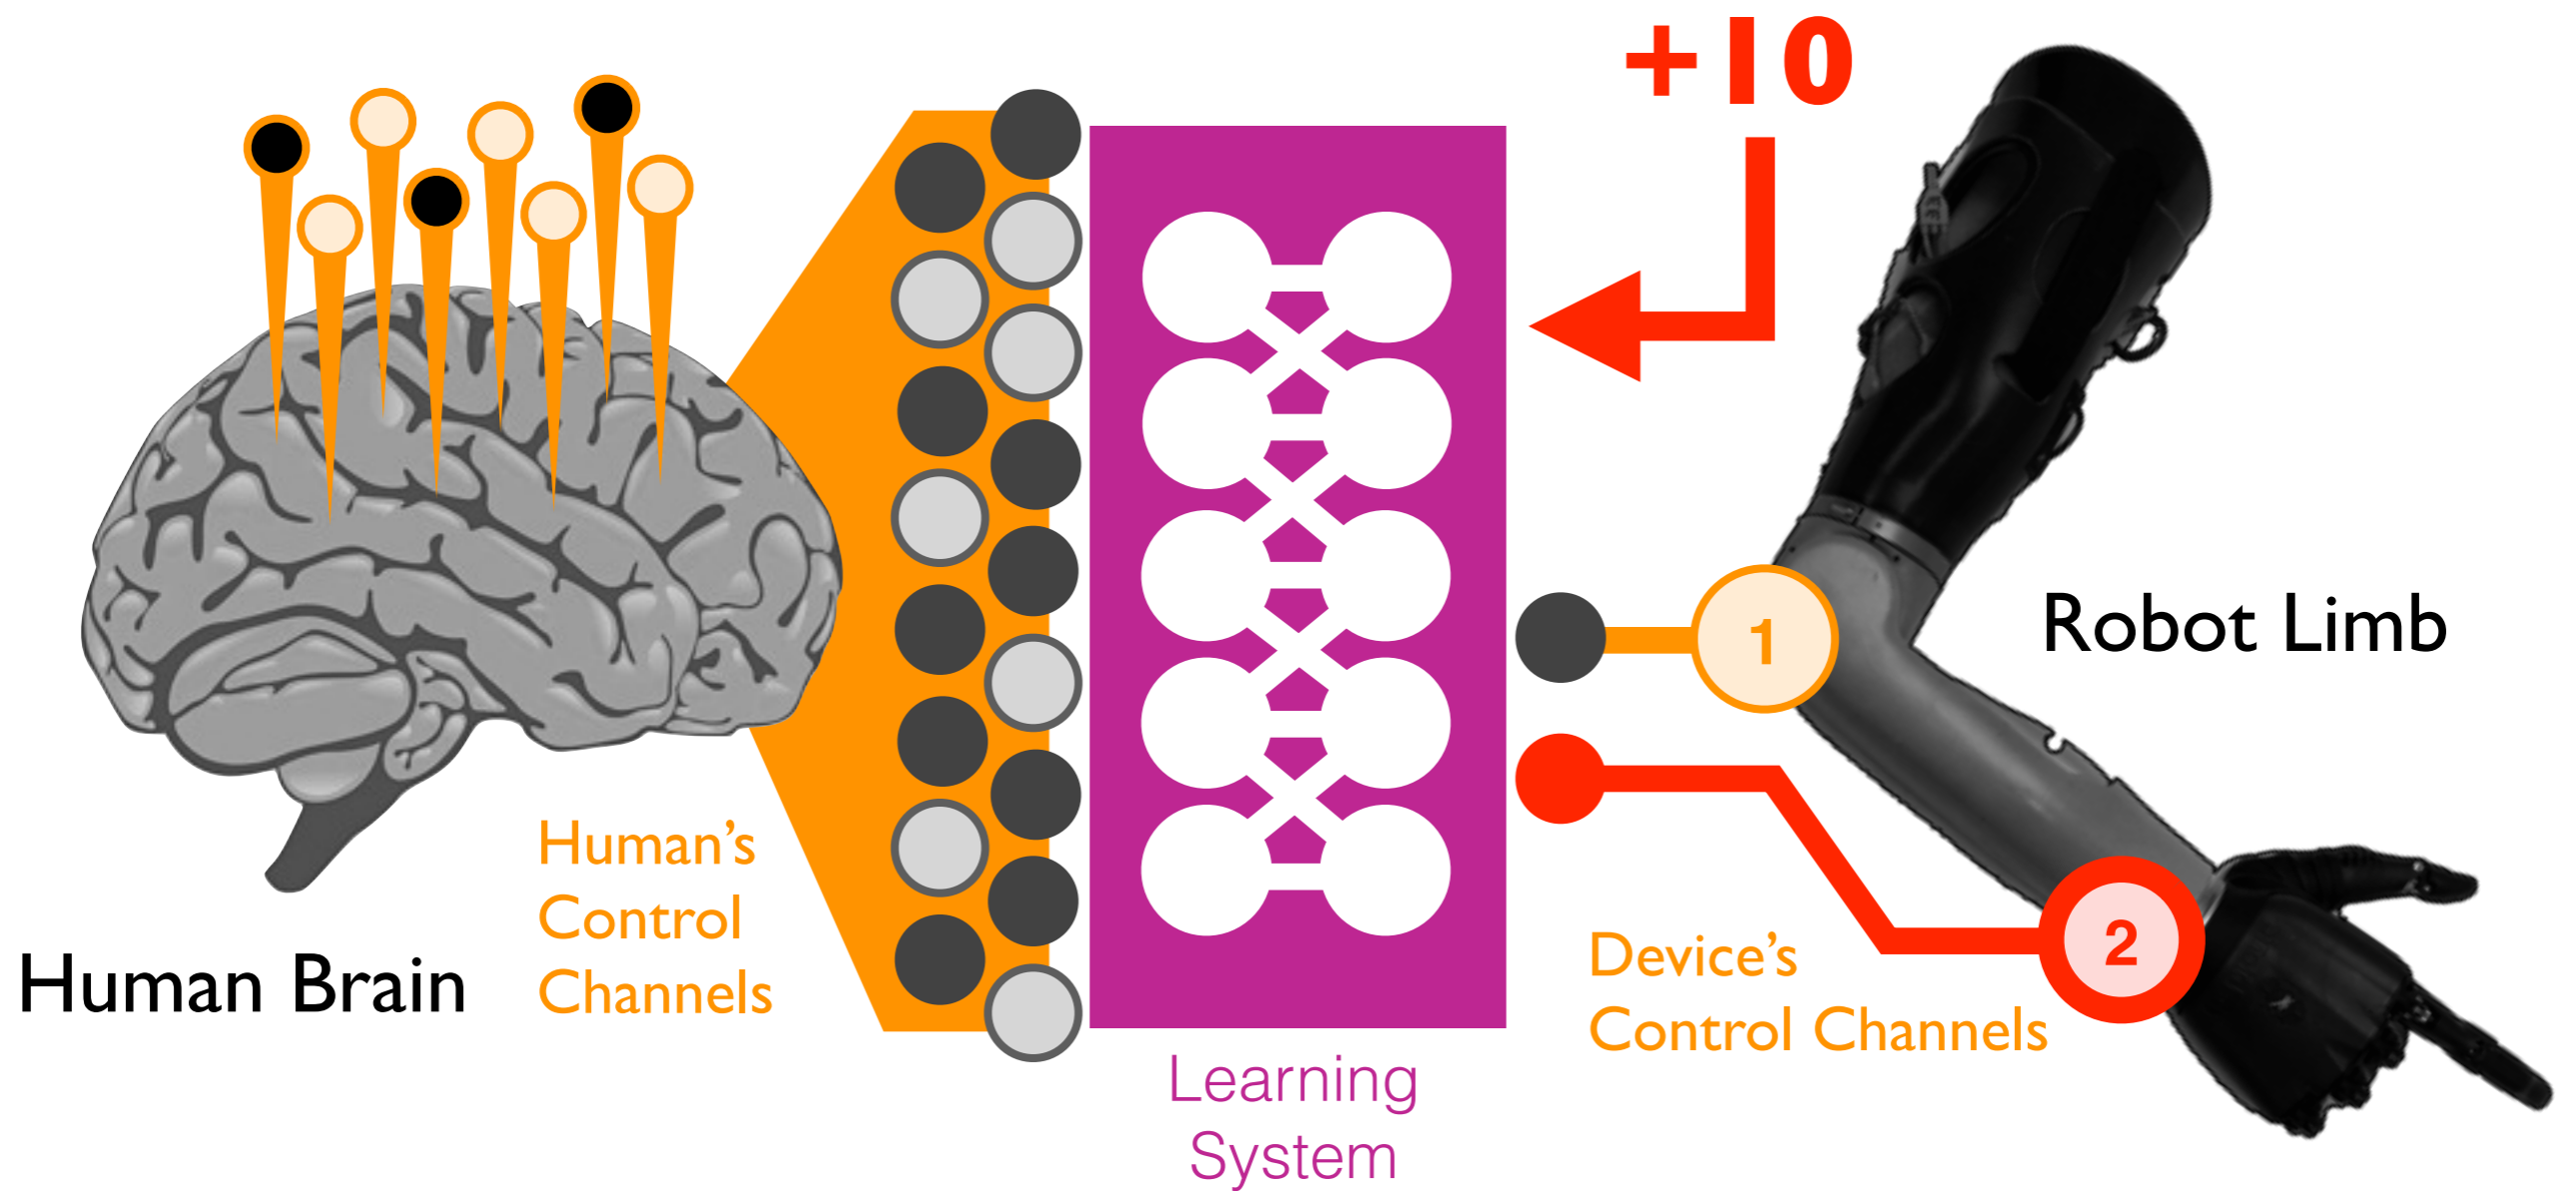 +10
1
Robot Limb
2
Human's
Control
Channels
Human Brain
Device's
Control Channels
Learning
System